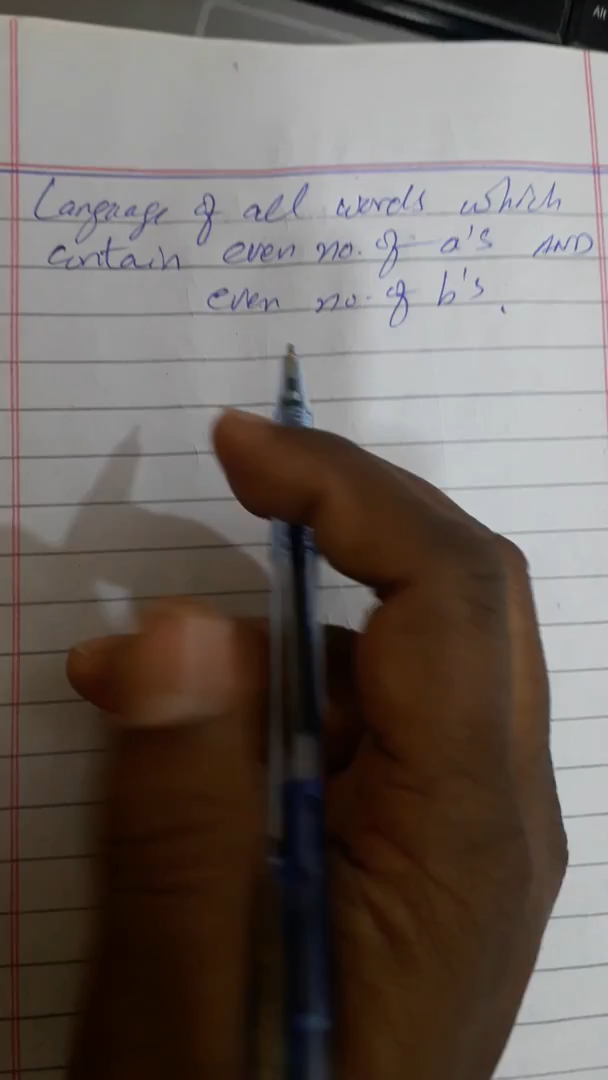 Language of all words which
contain even no. of a's AND
even no. of b's.